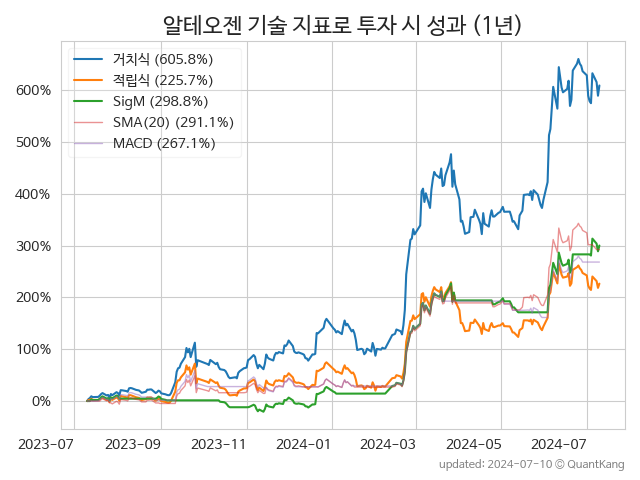 알테오젠 기술 지표로 투자 시 성과 (1년)
거치식 (605.8%)
적립식 (225.7%)
SigM (298.8%)
SMA(20) (291.1%)
MACD (267.1%)
600%
500%
400%
300%
200%
100%
0%
2023-07 2023-09 2023-11 2024-01 2024-03 2024-05 2024-07
updated: 2024-07-10 ⓒ QuantKang